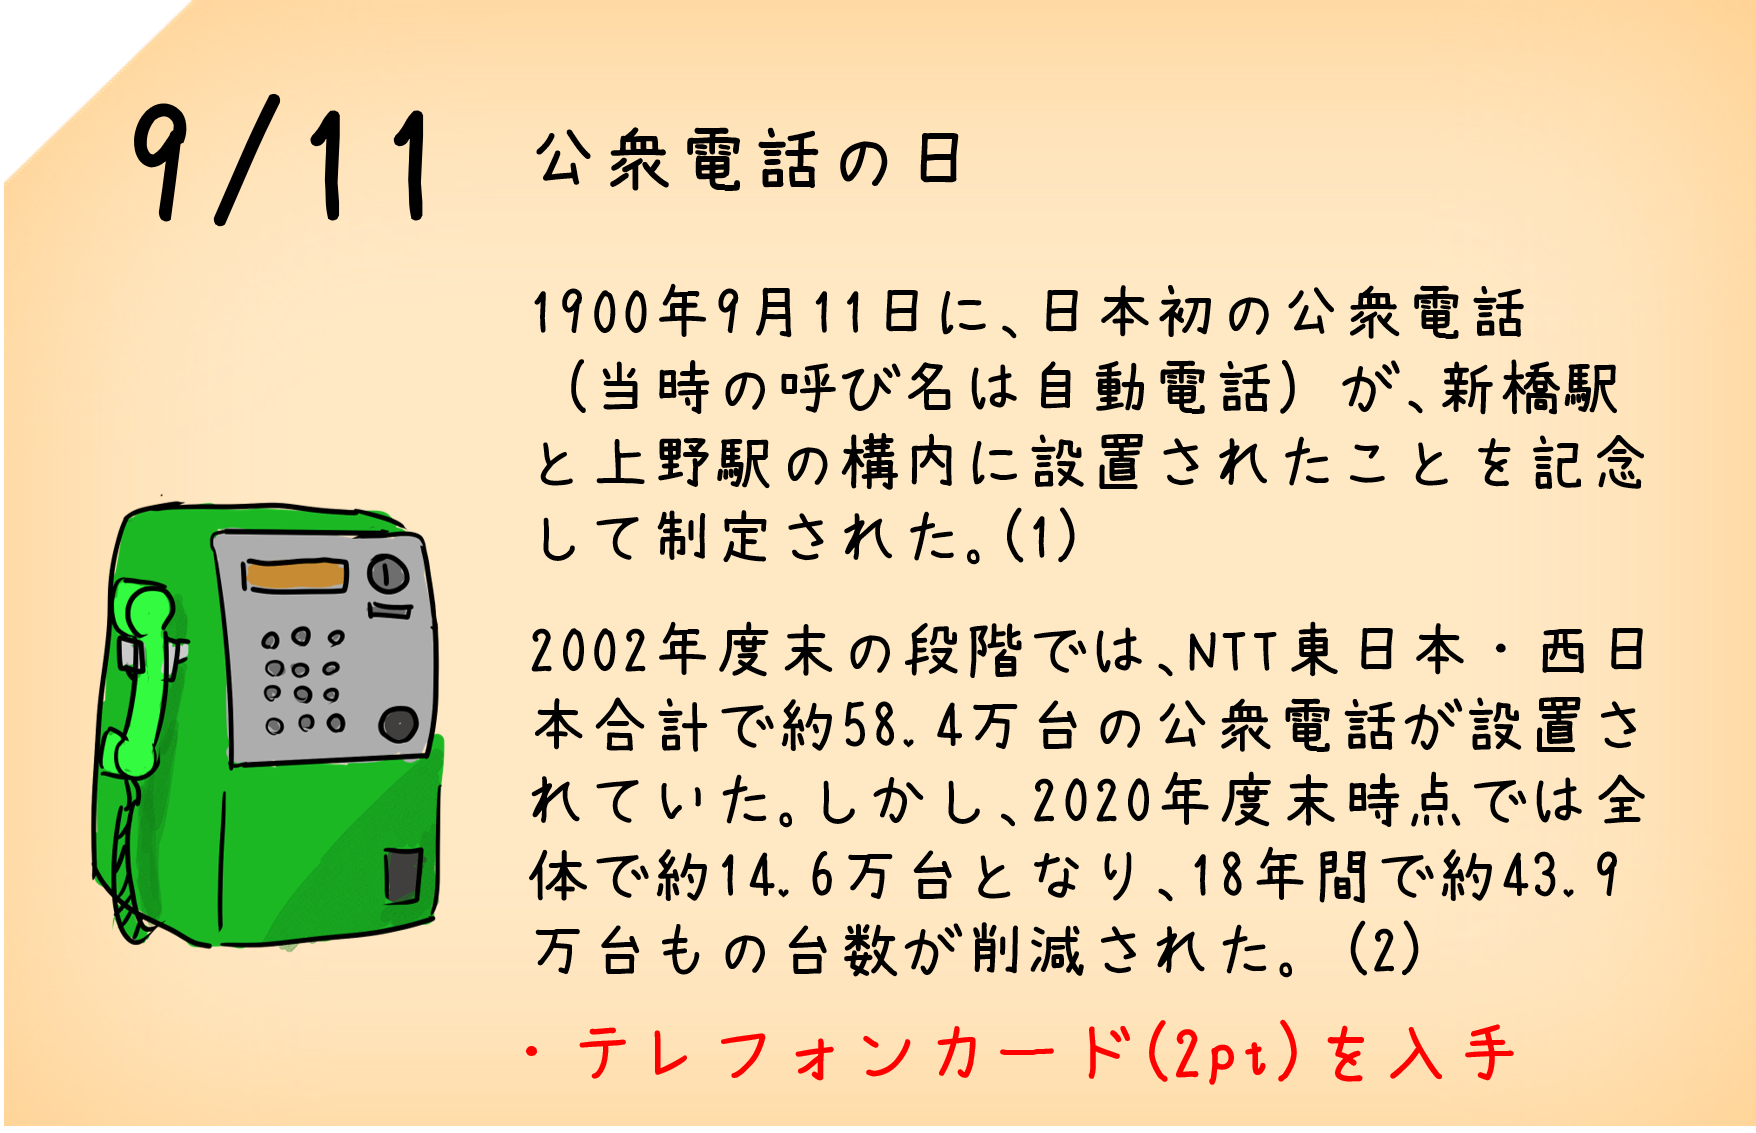 9/11
公衆電話の日
1900年9月11日に、日本初の公衆電話
（当時の呼び名は自動電話）が、新橋駅
と上野駅の構内に設置されたことを記念
して制定された。(1)
2002年度末の段階では、NTT東日本・西日
本合計で約58.4万台の公衆電話が設置さ
れていた。しかし、2020年度末時点では全
体で約14.6万台となり、18年間で約43.9
万台もの台数が削減された。(2)
・テレフォンカード(2pt)を入手